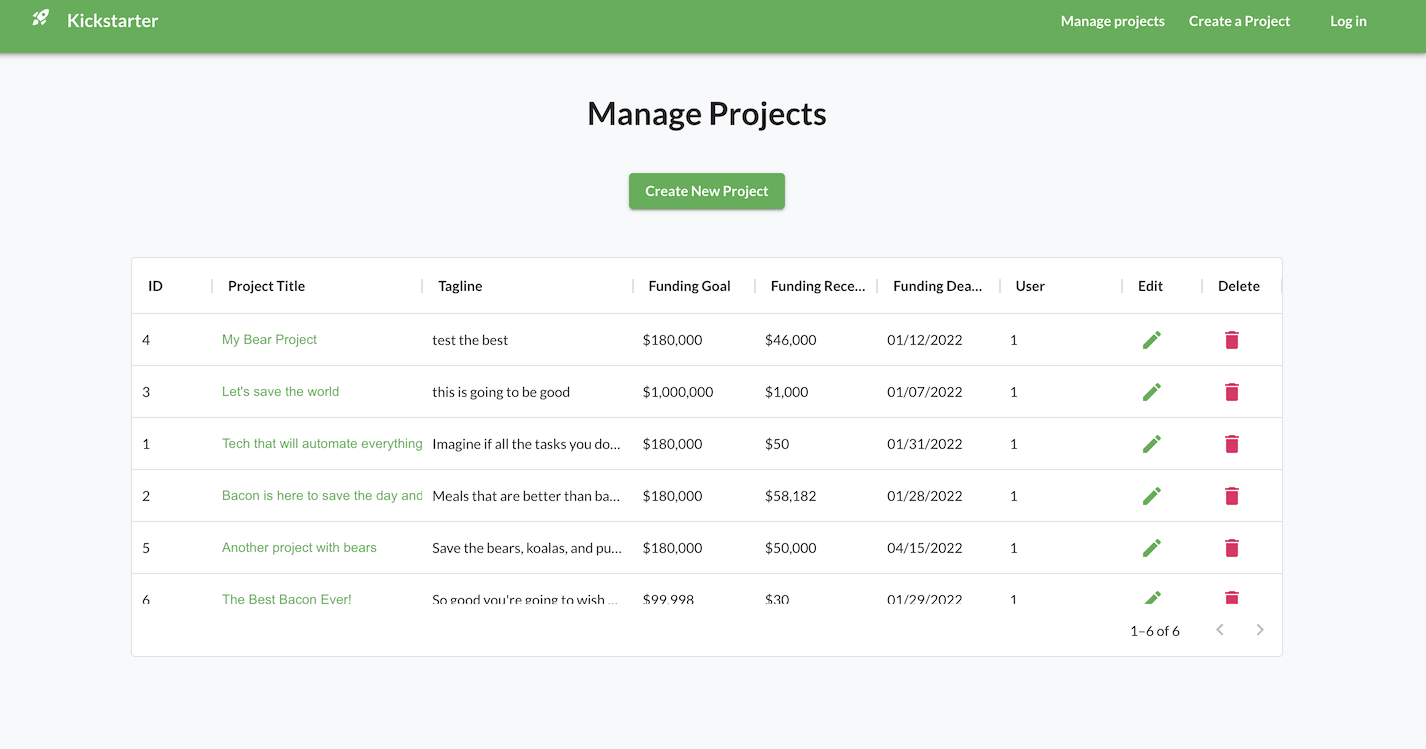 Kickstarter Manage projects Create a Project Log in
Manage Projects
Create New Project
ID Project Title Tagline Funding Goal Funding Rece... Funding Dea... User Edit Delete
4 My Bear Project test the best $180,000 $46,000 01/12/2022 1
3 Let's save the world this is going to be good $1,000,000 $1,000 01/07/2022 1
1 Tech that will automate everything Imagine if all the tasks you do... $180,000 $50 01/31/2022 1
2 Bacon is here to save the day and Meals that are better than ba... $180,000 $58,182 01/28/2022 1
5 Another project with bears Save the bears, koalas, and pu... $180,000 $50,000 04/15/2022 1
6 The Best Bacon Ever! So good you're going to wish ... $99,998 $30 01/29/2022 1
1–6 of 6